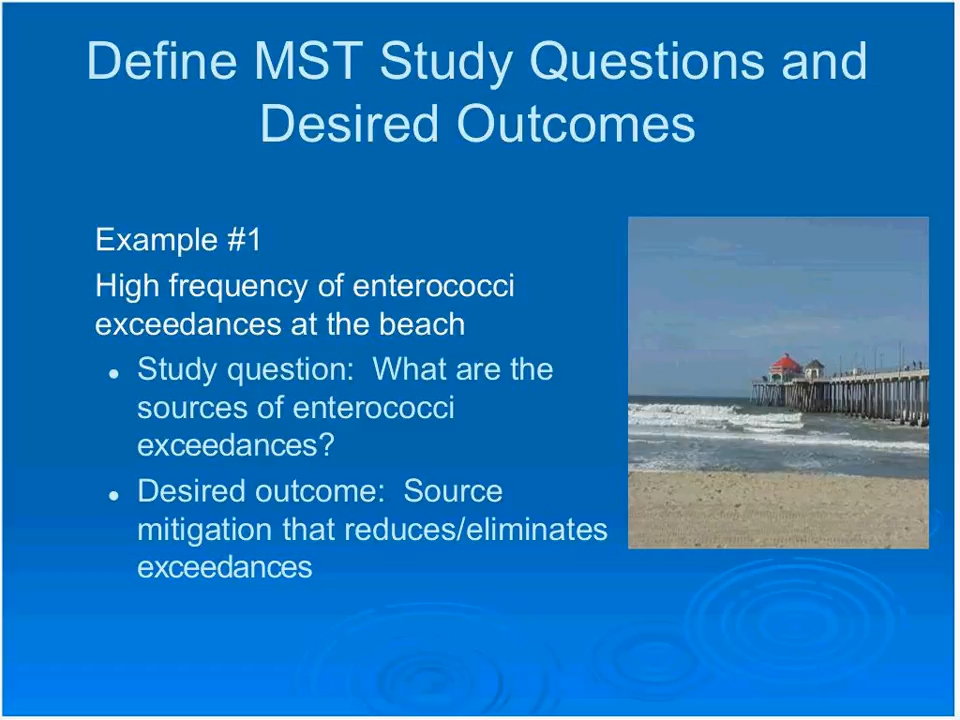 Define MST Study Questions and
Desired Outcomes
Example #1
High frequency of enterococci
exceedances at the beach
● Study question:  What are the
sources of enterococci
exceedances?
● Desired outcome:  Source
mitigation that reduces/eliminates
exceedances